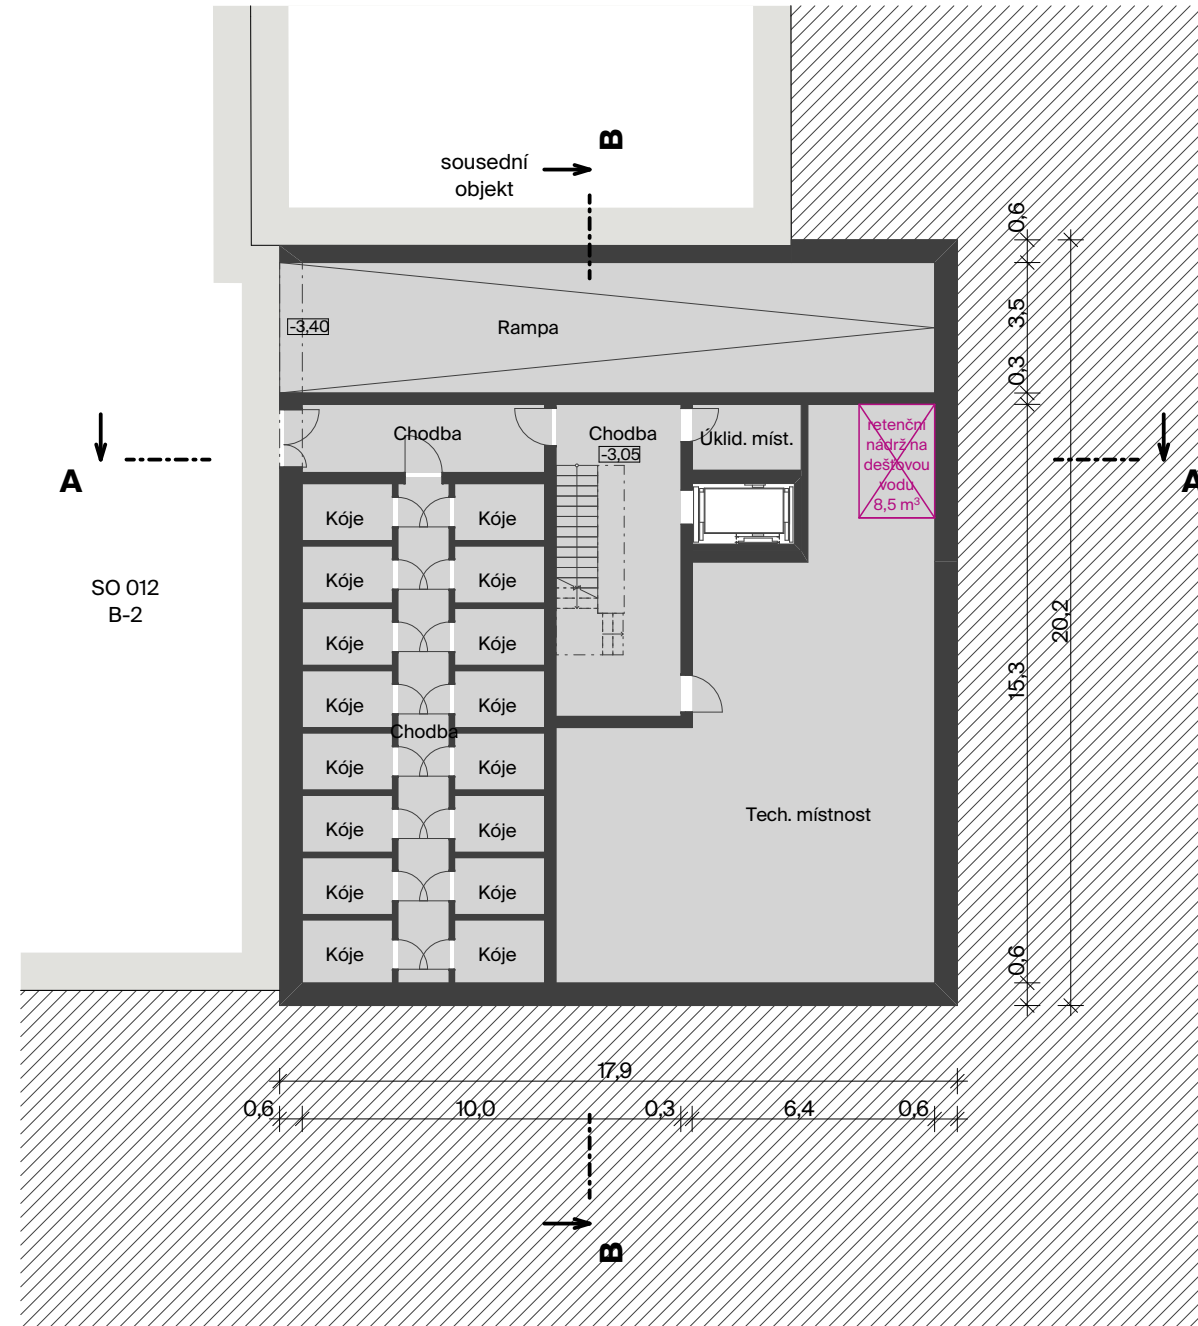 B
sousední
objekt
0,6
-3,40
Rampa
3,5
0,3
Chodba
Chodba
-3,05
Úklid. míst.
retenční
nádrž na
dešťovou
vodu
8,5 m³
A
A
Kóje
Kóje
Kóje
Kóje
SO 012
B-2
20,2
Kóje
Kóje
15,3
Kóje
Kóje
Chodba
Kóje
Kóje
Tech. místnost
Kóje
Kóje
Kóje
Kóje
Kóje
Kóje
0,6
17,9
0,6
10,0
0,3
6,4
0,6
B